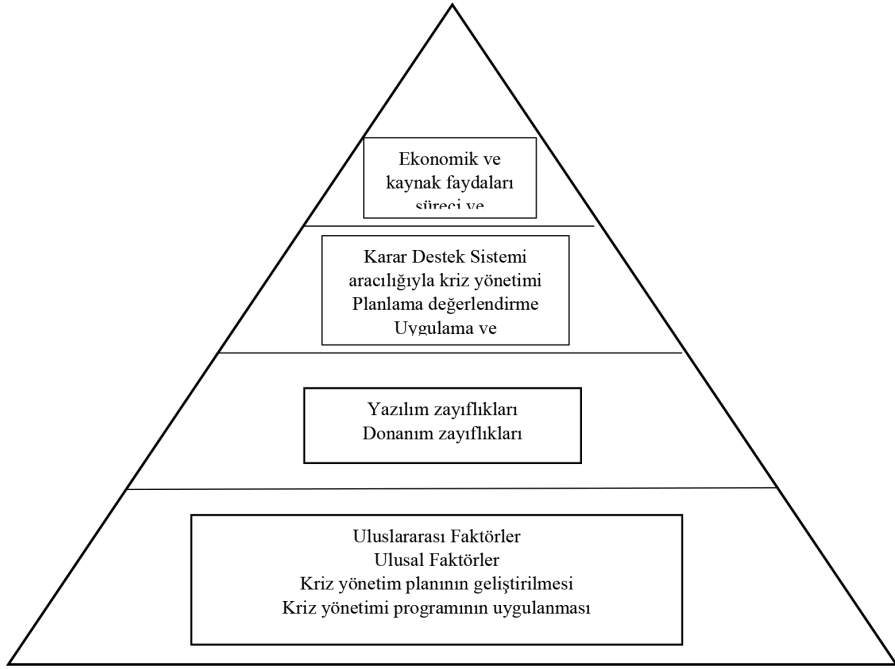 Ekonomik ve
kaynak faydaları
süreci ve
Karar Destek Sistemi
aracılığıyla kriz yönetimi
Planlama değerlendirme
Uygulama ve
Yazılım zayıflıkları
Donanım zayıflıkları
Uluslararası Faktörler
Ulusal Faktörler
Kriz yönetim planının geliştirilmesi
Kriz yönetimi programının uygulanması